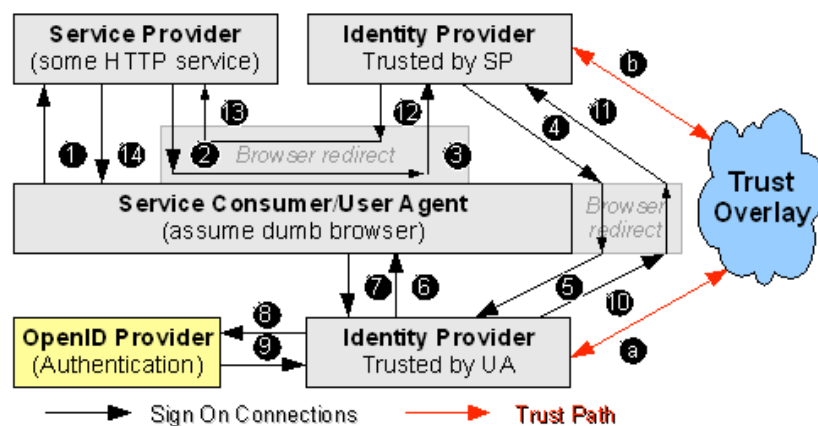 Service Provider
(some HTTP service)
Identity Provider
Trusted by SP
b
13
12
11
4
1
14
2
Browser redirect
3
Trust
Overlay
Service Consumer/User Agent
(assume dumb browser)
Browser
redirect
7
6
5
10
8
9
OpenID Provider
(Authentication)
Identity Provider
Trusted by UA
a
Sign On Connections
Trust Path